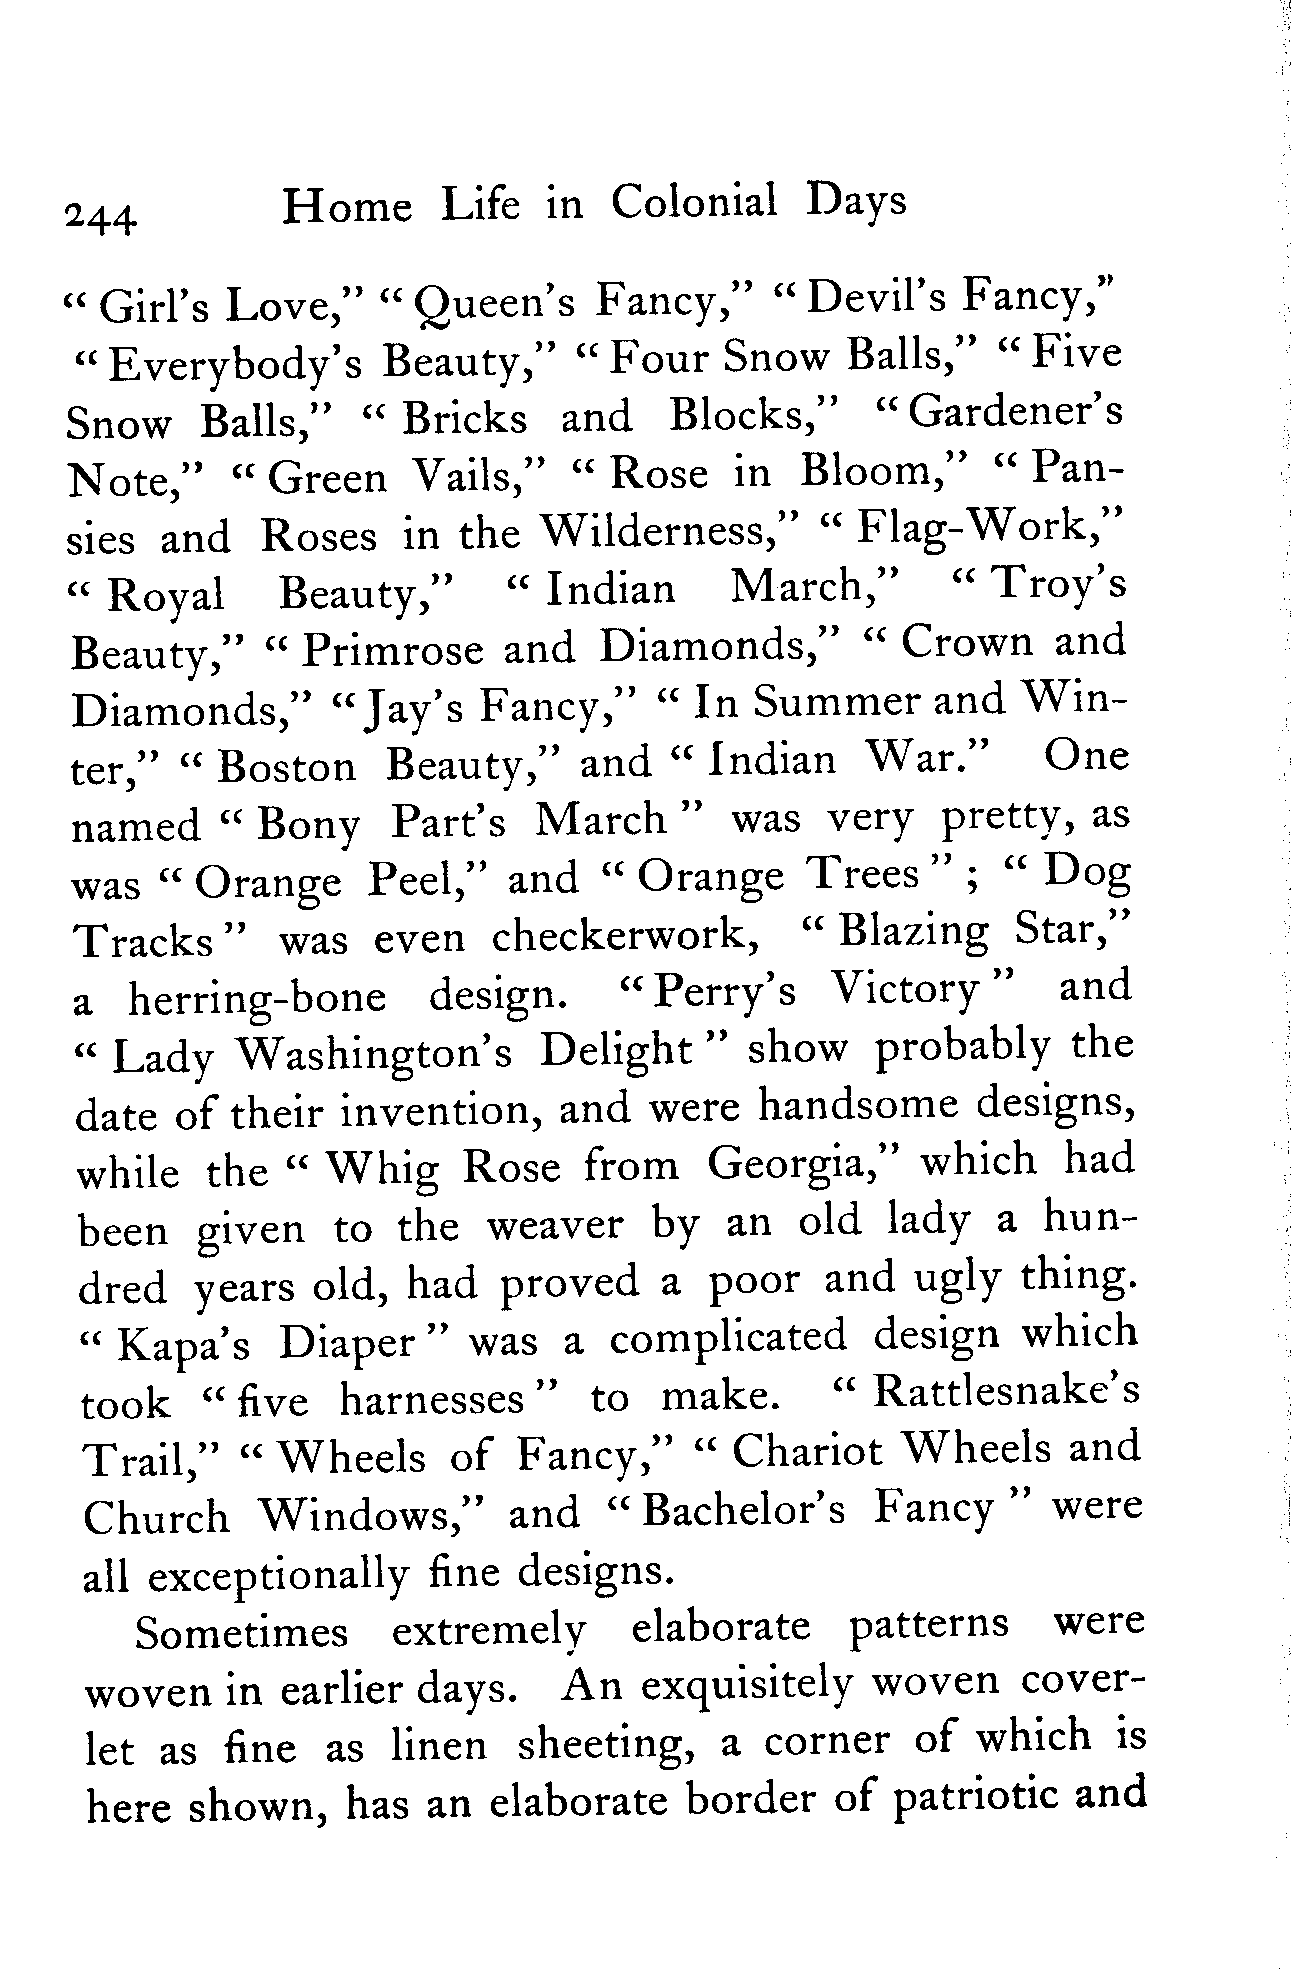 244 Home Life in Colonial Days
“ Girl’s Love,” “ Queen’s Fancy,” “ Devil’s Fancy,”
“ Everybody’s Beauty,” “ Four Snow Balls,” “ Five
Snow Balls,” “ Bricks and Blocks,” “ Gardener’s
Note,” “ Green Vails,” “ Rose in Bloom,” “ Pan-
sies and Roses in the Wilderness,” “ Flag-Work,”
“ Royal Beauty,” “ Indian March,” “ Troy’s
Beauty,” “ Primrose and Diamonds,” “ Crown and
Diamonds,” “ Jay’s Fancy,” “ In Summer and Win-
ter,” “ Boston Beauty,” and “ Indian War.” One
named “ Bony Part’s March ” was very pretty, as
was “ Orange Peel,” and “ Orange Trees ” ; “ Dog
Tracks ” was even checkerwork, “ Blazing Star,”
a herring-bone design. “ Perry’s Victory ” and
“ Lady Washington’s Delight ” show probably the
date of their invention, and were handsome designs,
while the “ Whig Rose from Georgia,” which had
been given to the weaver by an old lady a hun-
dred years old, had proved a poor and ugly thing.
“ Kapa’s Diaper ” was a complicated design which
took “ five harnesses ” to make. “ Rattlesnake’s
Trail,” “ Wheels of Fancy,” “ Chariot Wheels and
Church Windows,” and “ Bachelor’s Fancy ” were
all exceptionally fine designs.
Sometimes extremely elaborate patterns were
woven in earlier days. An exquisitely woven cover-
let as fine as linen sheeting, a corner of which is
here shown, has an elaborate border of patriotic and